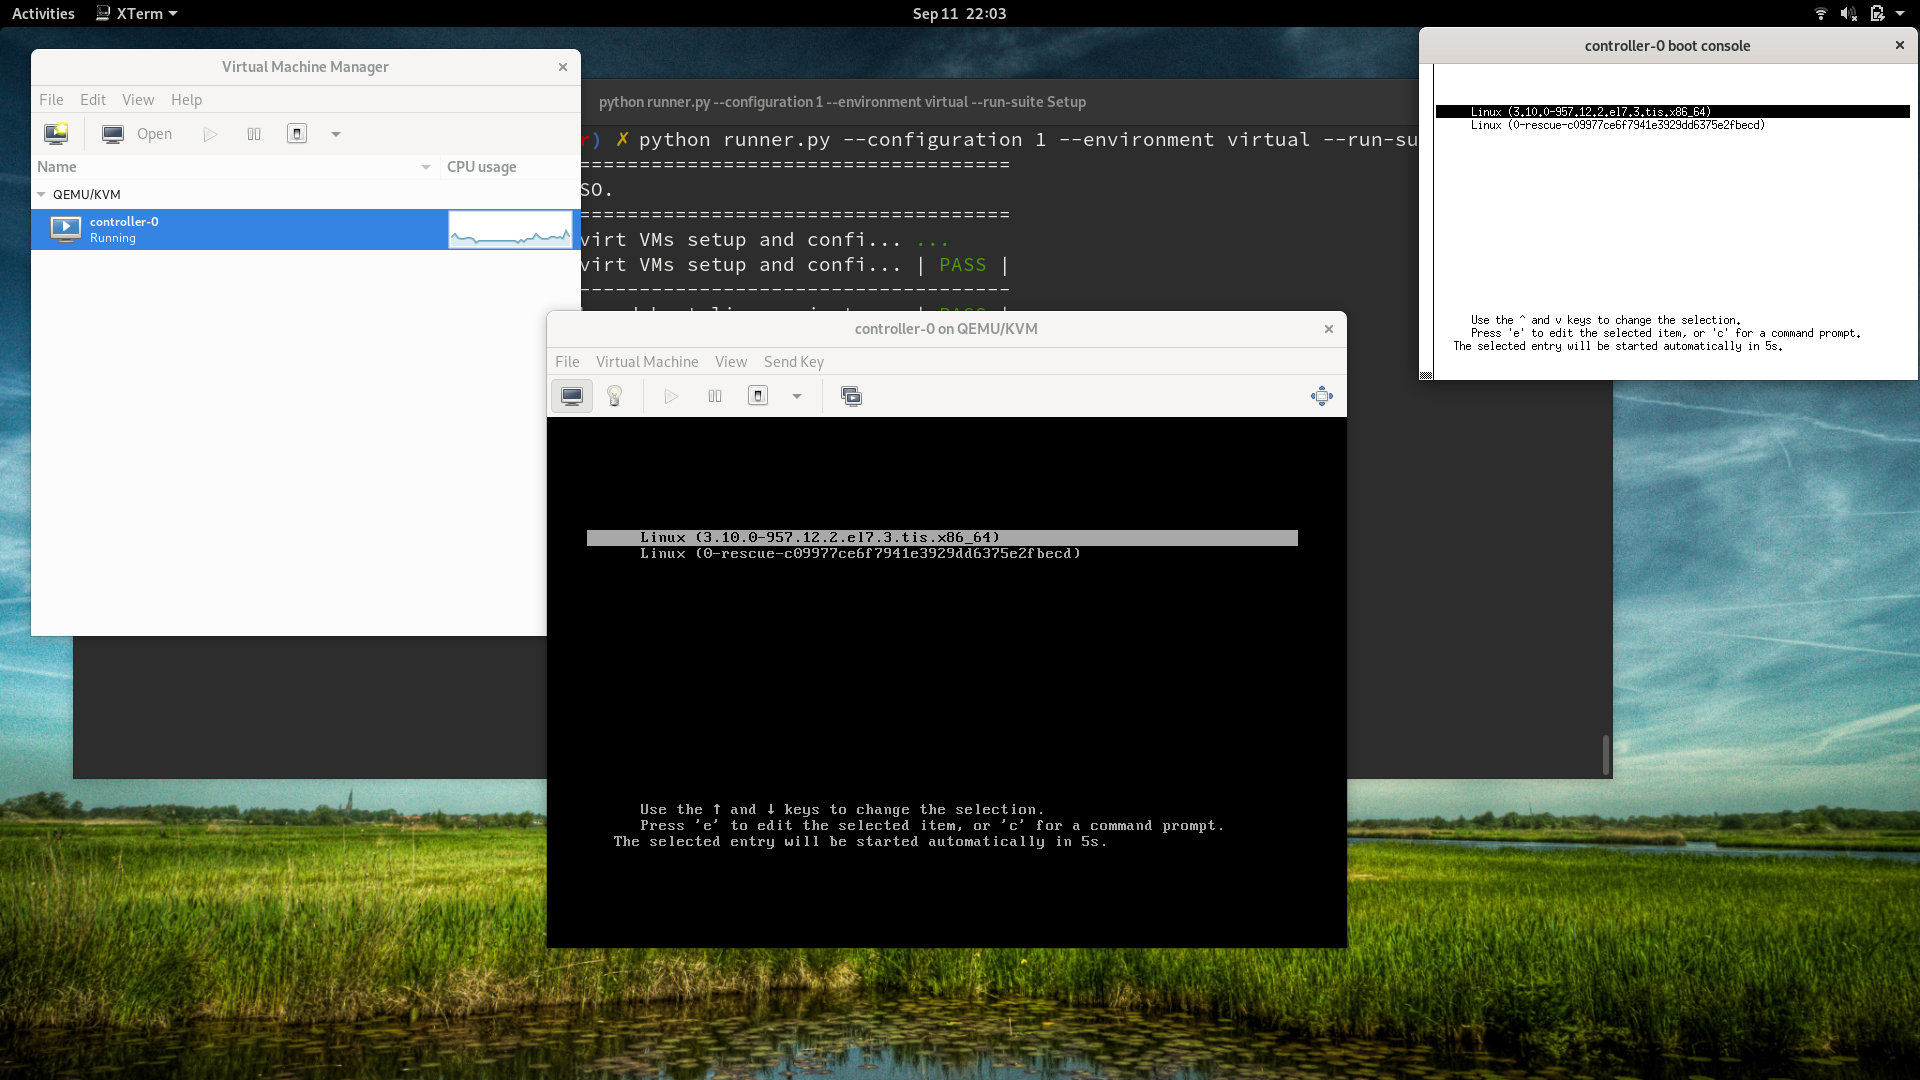 Activities
XTerm
Sep 11 22:03
Virtual Machine Manager
File Edit View Help
Open
Name
CPU usage
QEMU/KVM
controller-0
Running
python runner.py --configuration 1 --environment virtual --run-suite Setup
r) ✗ python runner.py --configuration 1 --environment virtual --run-su
=====================================
SO.
=====================================
virt VMs setup and confi... ...
virt VMs setup and confi... | PASS |
-------------------------------------
controller-0 on QEMU/KVM
File Virtual Machine View Send Key
Linux (3.10.0-957.12.2.el7.3.tis.x86_64)
Linux (0-rescue-c09977ce6f7941e3929dd6375e2fbecd)
Use the ↑ and ↓ keys to change the selection.
Press 'e' to edit the selected item, or 'c' for a command prompt.
The selected entry will be started automatically in 5s.
controller-0 boot console
Linux (3.10.0-957.12.2.el7.3.tis.x86_64)
Linux (0-rescue-c09977ce6f7941e3929dd6375e2fbecd)
Use the ^ and v keys to change the selection.
Press 'e' to edit the selected item, or 'c' for a command prompt.
The selected entry will be started automatically in 5s.